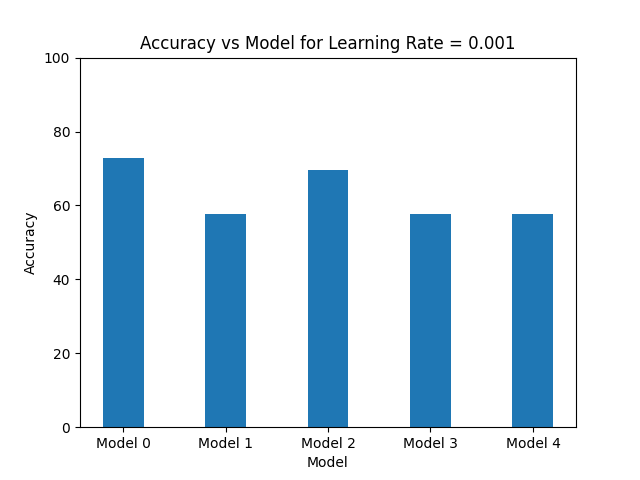 Accuracy vs Model for Learning Rate = 0.001
100
80
60
40
20
0
Accuracy
Model 0 Model 1 Model 2 Model 3 Model 4
Model